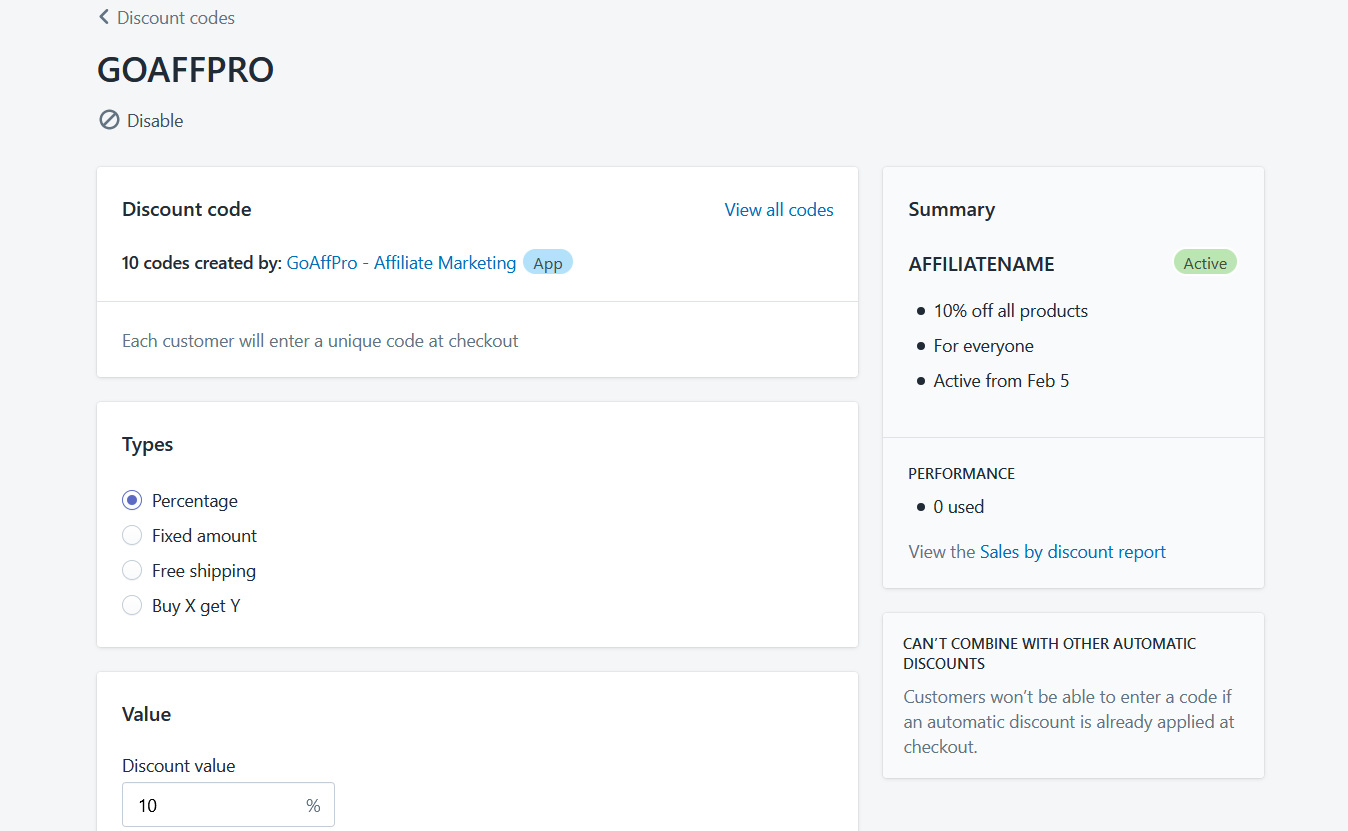 Discount codes
GOAFFPRO
Disable
Discount code
View all codes
10 codes created by: GoAffPro - Affiliate Marketing App
Each customer will enter a unique code at checkout
Types
Percentage
Fixed amount
Free shipping
Buy X get Y
Value
Discount value
10 %
Summary
AFFILIATENAME Active
10% off all products
For everyone
Active from Feb 5
PERFORMANCE
0 used
View the Sales by discount report
CAN’T COMBINE WITH OTHER AUTOMATIC
DISCOUNTS
Customers won’t be able to enter a code if
an automatic discount is already applied at
checkout.